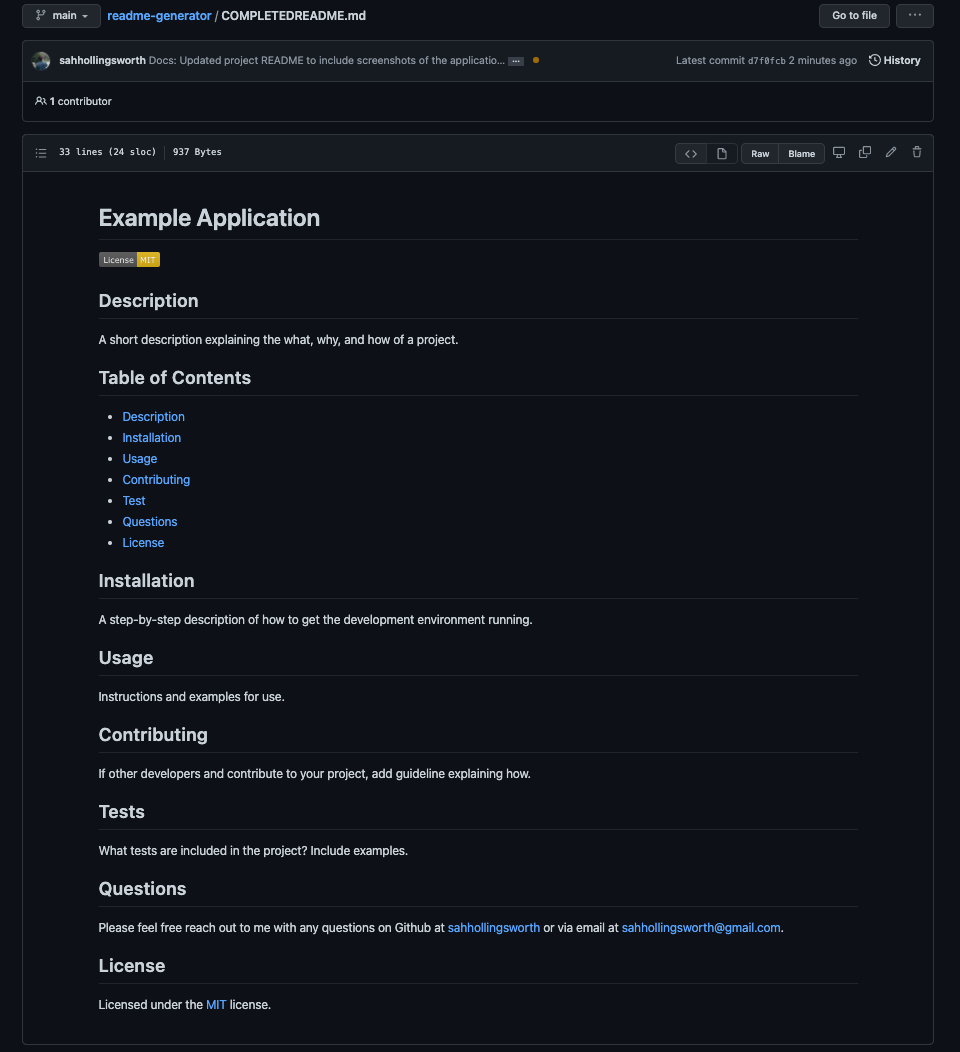 main
readme-generator / COMPLETEDREADME.md
Go to file
...
sahhollingsworth Docs: Updated project README to include screenshots of the applicatio... ...
Latest commit d7f0fcb 2 minutes ago
History
1 contributor
33 lines (24 sloc) 937 Bytes
<>
Raw
Blame
Example Application
License MIT
Description
A short description explaining the what, why, and how of a project.
Table of Contents
• Description
• Installation
• Usage
• Contributing
• Test
• Questions
• License
Installation
A step-by-step description of how to get the development environment running.
Usage
Instructions and examples for use.
Contributing
If other developers and contribute to your project, add guideline explaining how.
Tests
What tests are included in the project? Include examples.
Questions
Please feel free reach out to me with any questions on Github at sahhollingsworth or via email at sahhollingsworth@gmail.com.
License
Licensed under the MIT license.